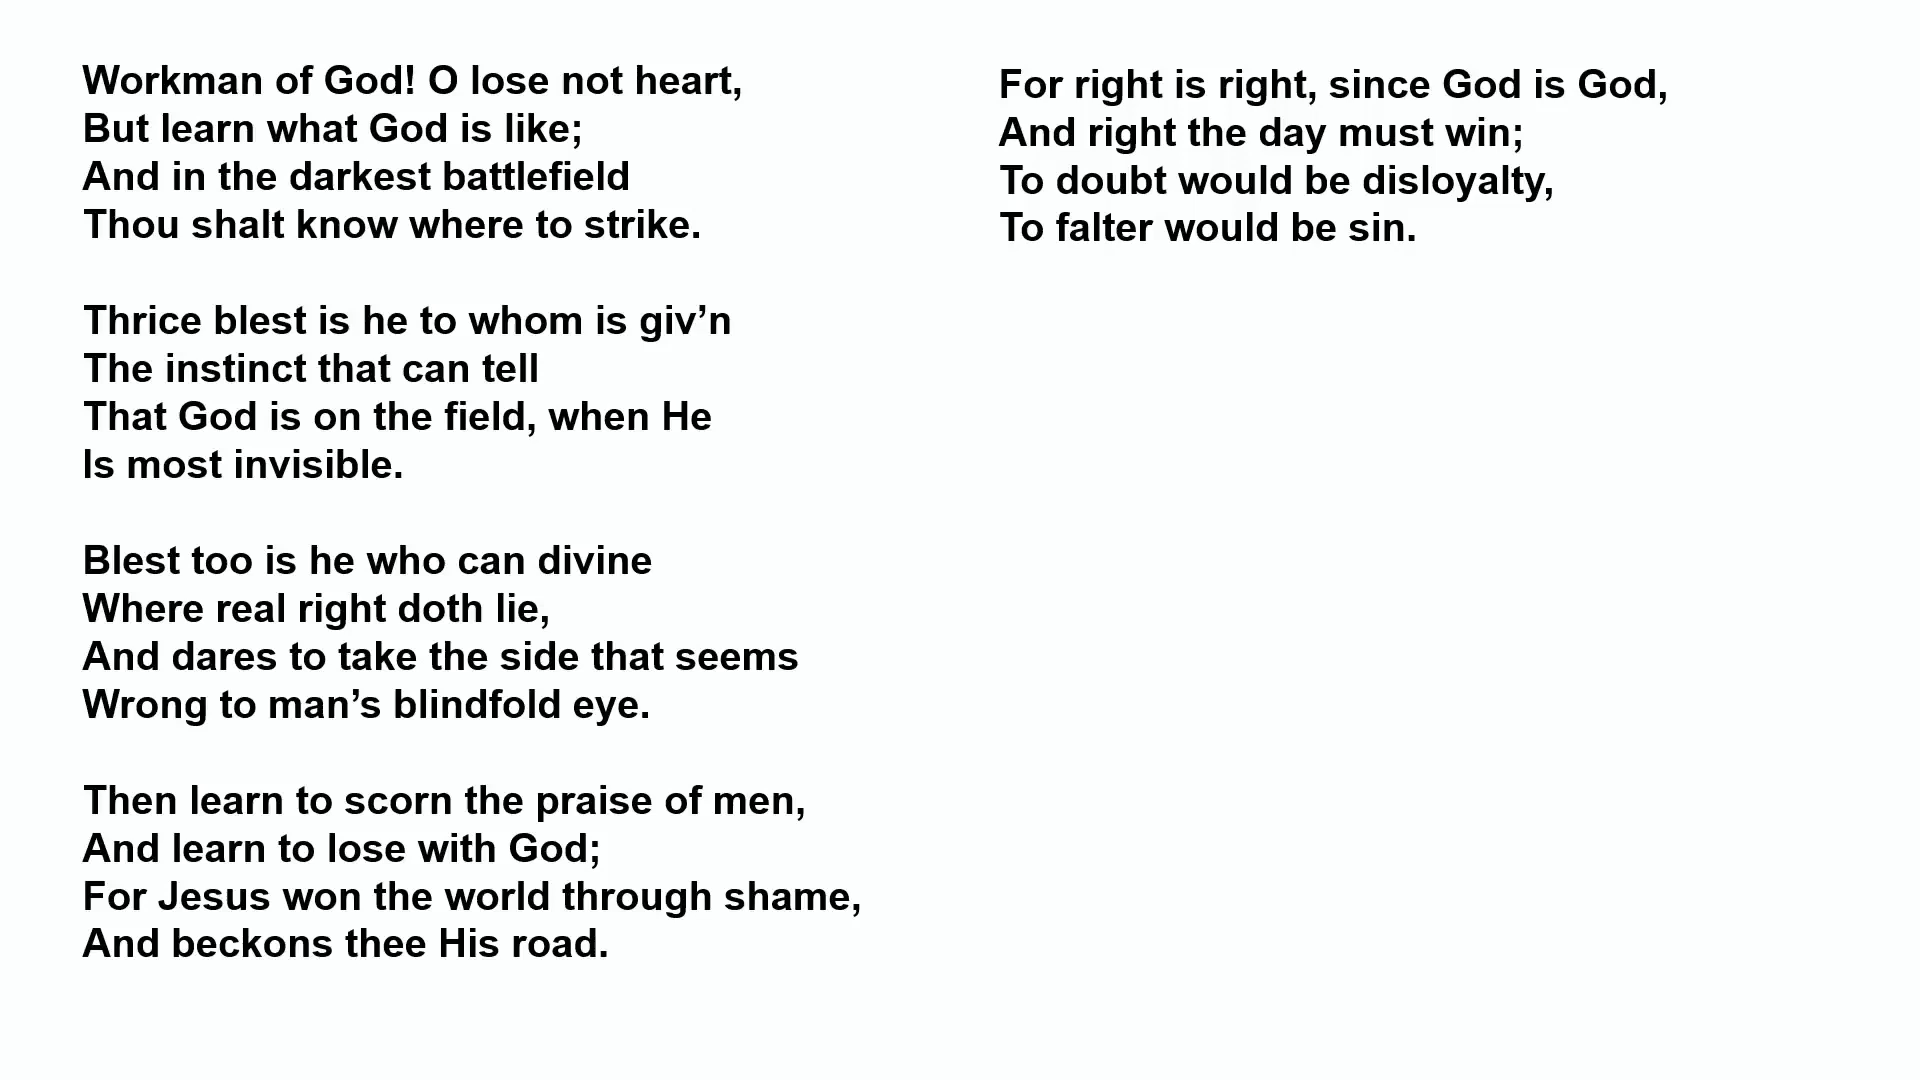 Workman of God! O lose not heart,
But learn what God is like;
And in the darkest battlefield
Thou shalt know where to strike.

Thrice blest is he to whom is giv’n
The instinct that can tell
That God is on the field, when He
Is most invisible.

Blest too is he who can divine
Where real right doth lie,
And dares to take the side that seems
Wrong to man’s blindfold eye.

Then learn to scorn the praise of men,
And learn to lose with God;
For Jesus won the world through shame,
And beckons thee His road.

For right is right, since God is God,
And right the day must win;
To doubt would be disloyalty,
To falter would be sin.